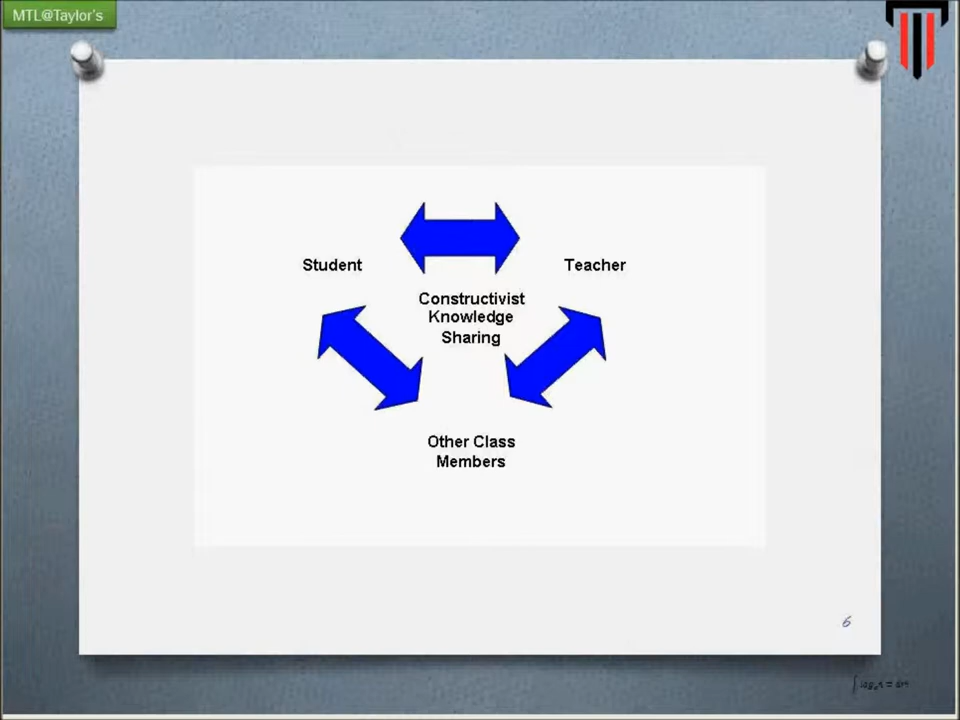 MTL@Taylor's
Student
Teacher
Constructivist
Knowledge
Sharing
Other Class
Members
6